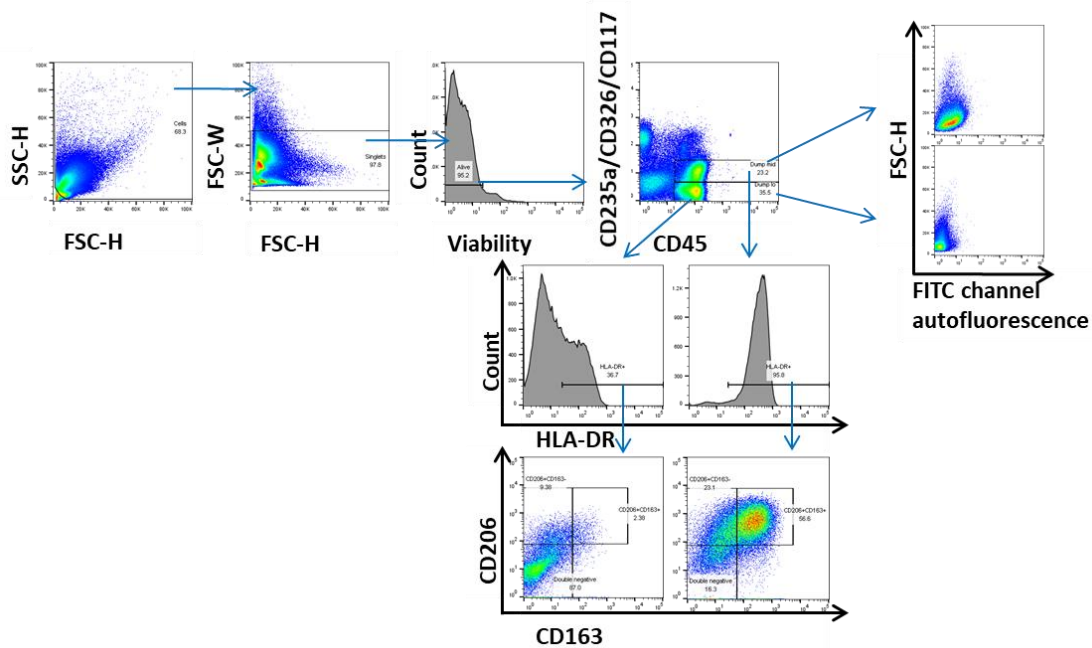 SSC-H
Cells
68.3
FSC-H
FSC-W
Singlets
97.8
FSC-H
Count
Alive
95.2
Viability
CD235a/CD326/CD117
Dump mid
23.2
Dump lo
35.5
CD45
FSC-H
FITC channel
autofluorescence
Count
HLA-DR+
36.7
HLA-DR+
95.8
HLA-DR
CD206
CD206+CD163-
9.38
CD206+CD163+
2.38
Double negative
67.0
CD206+CD163-
23.1
CD206+CD163+
56.6
Double negative
18.3
CD163